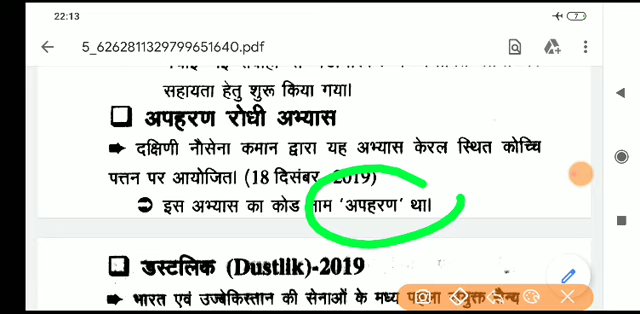 22:13
7
5_6262811329799651640.pdf
सहायता हेतु शुरू किया गया।
अपहरण रोधी अभ्यास
दक्षिणी नौसेना कमान द्वारा यह अभ्यास केरल स्थित कोच्चि
पत्तन पर आयोजित। (18 दिसंबर, 2019)
इस अभ्यास का कोड नाम 'अपहरण' था।
डस्टलिक (Dustlik)-2019
भारत एवं उज्बेकिस्तान की सेनाओं के मध्य सैन्य